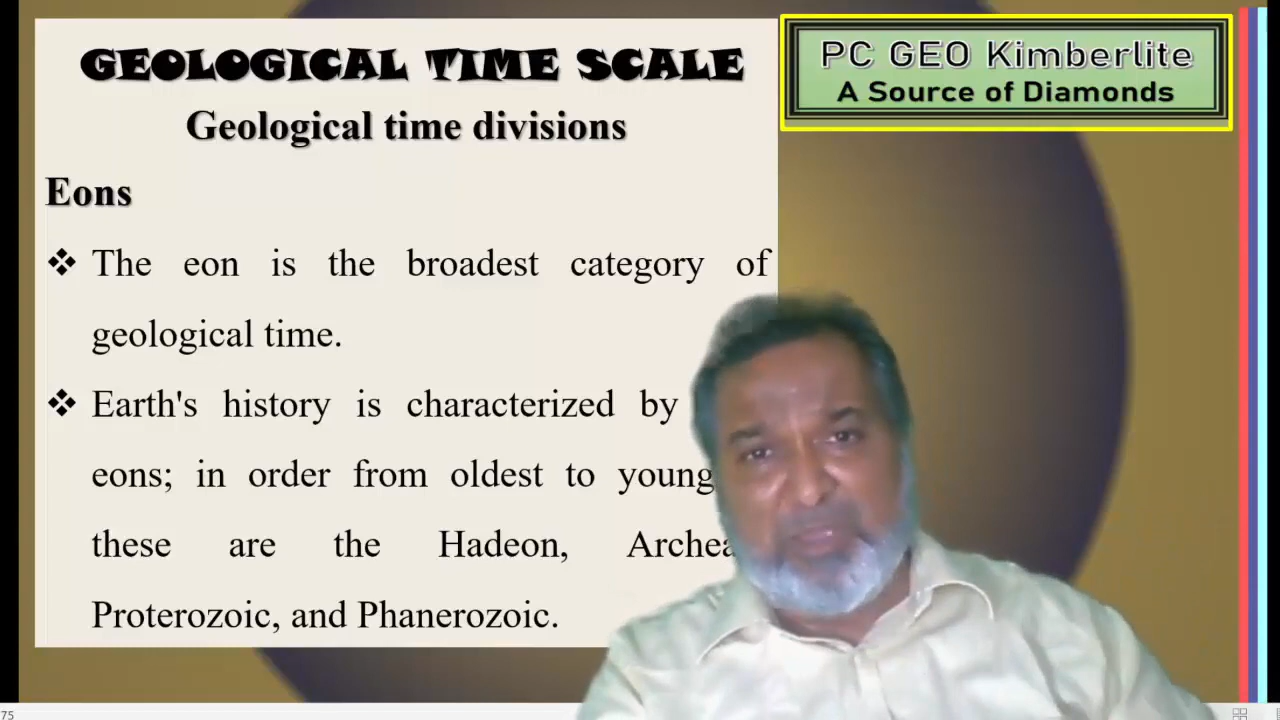 GEOLOGICAL TIME SCALE
Geological time divisions
PC GEO Kimberlite
A Source of Diamonds
Eons
❖ The eon is the broadest category of
geological time.
❖ Earth's history is characterized by
eons; in order from oldest to young
these are the Hadeon, Archea
Proterozoic, and Phanerozoic.
75